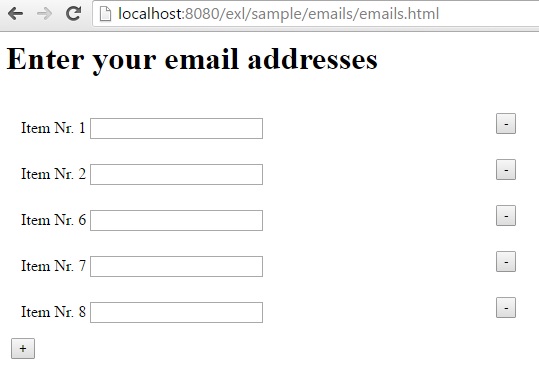 localhost:8080/exl/sample/emails/emails.html
Enter your email addresses
Item Nr. 1 -
Item Nr. 2 -
Item Nr. 6 -
Item Nr. 7 -
Item Nr. 8 -
+